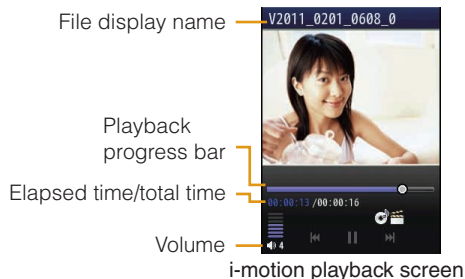 File display name
V2011_0201_0608_0
Playback
progress bar
Elapsed time/total time
00:00:13/00:00:16
Volume
4
i-motion playback screen